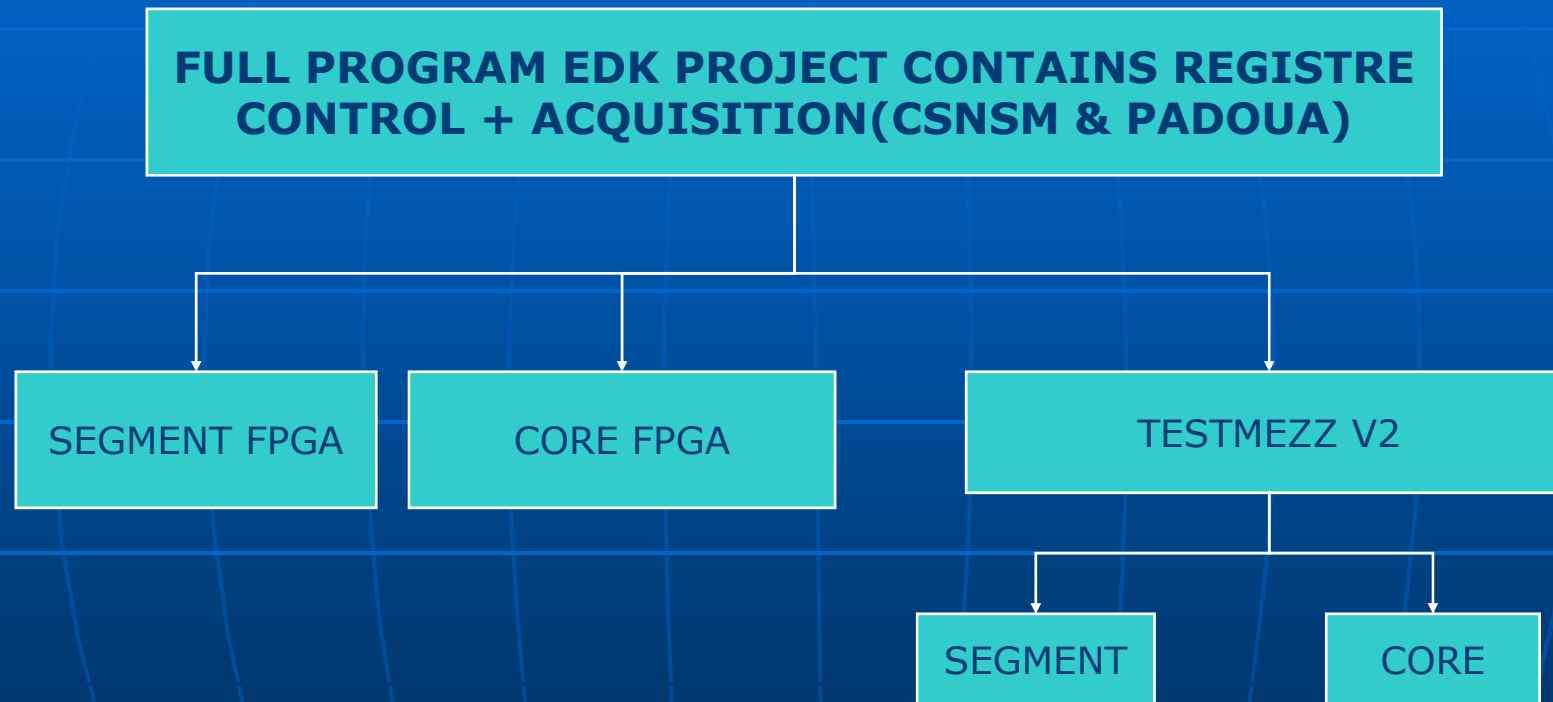 FULL PROGRAM EDK PROJECT CONTAINS REGISTRE
CONTROL + ACQUISITION(CSNSM & PADOUA)
SEGMENT FPGA
CORE FPGA
TESTMEZZ V2
SEGMENT
CORE